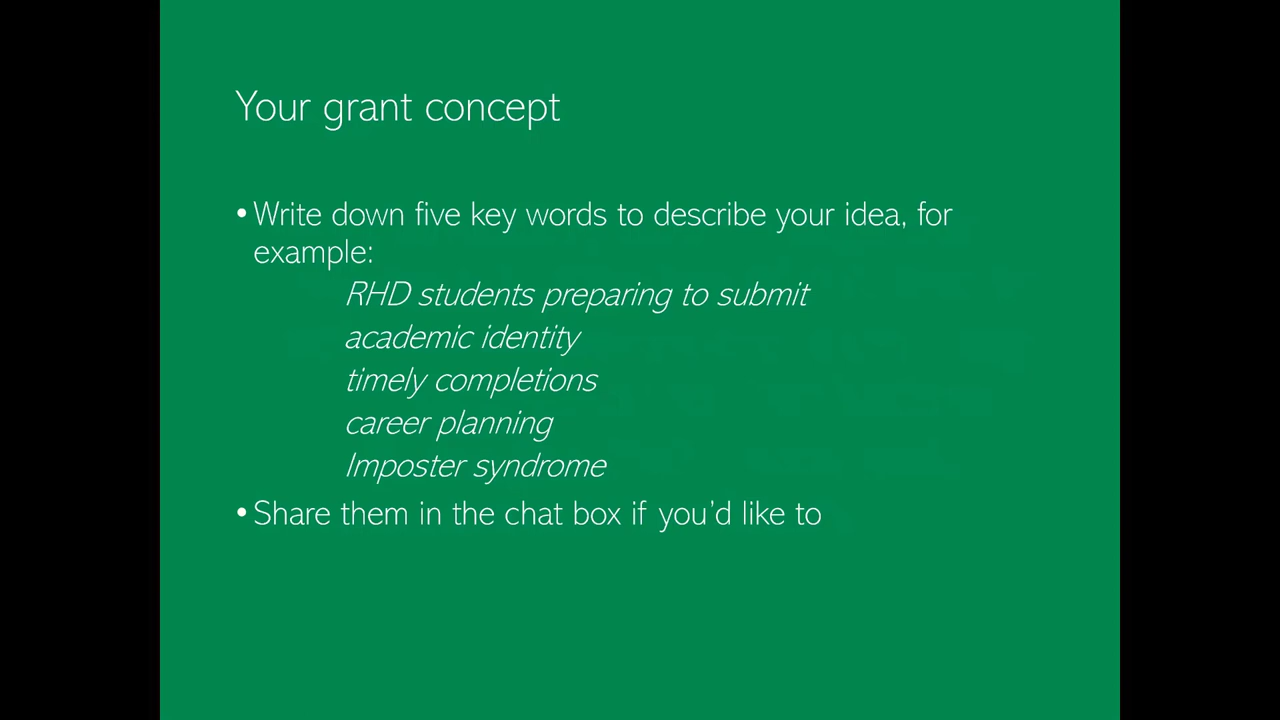 Your grant concept
• Write down five key words to describe your idea, for
example:
RHD students preparing to submit
academic identity
timely completions
career planning
Imposter syndrome
• Share them in the chat box if you'd like to